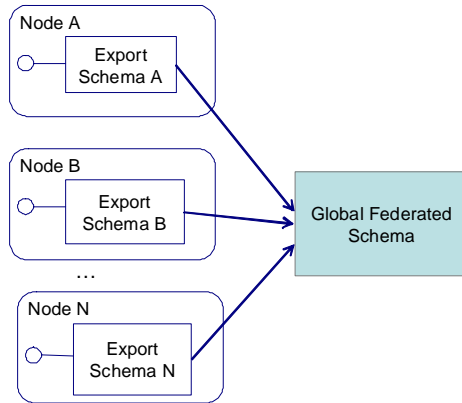 Node A
Export
Schema A
Node B
Export
Schema B
...
Node N
Export
Schema N
Global Federated
Schema